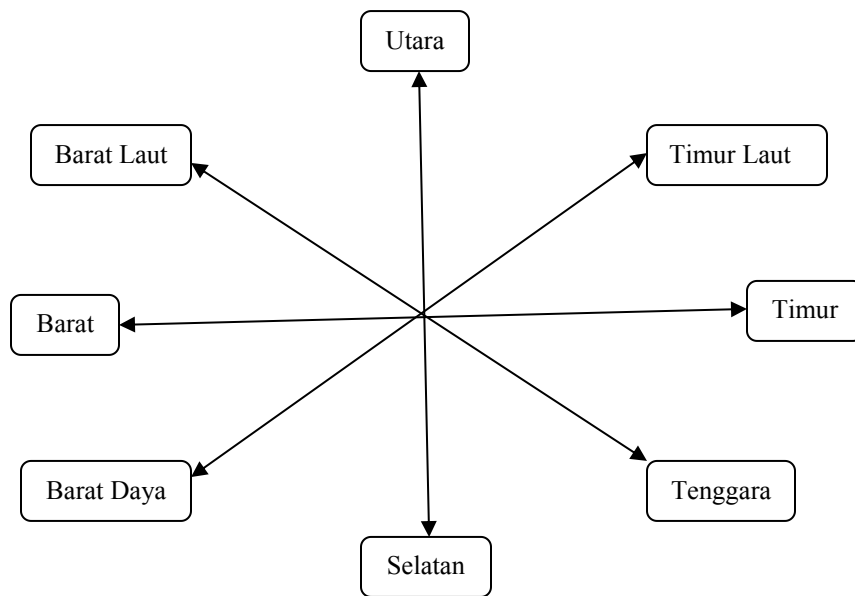 Utara
Barat Laut
Timur Laut
Barat
Timur
Barat Daya
Tenggara
Selatan